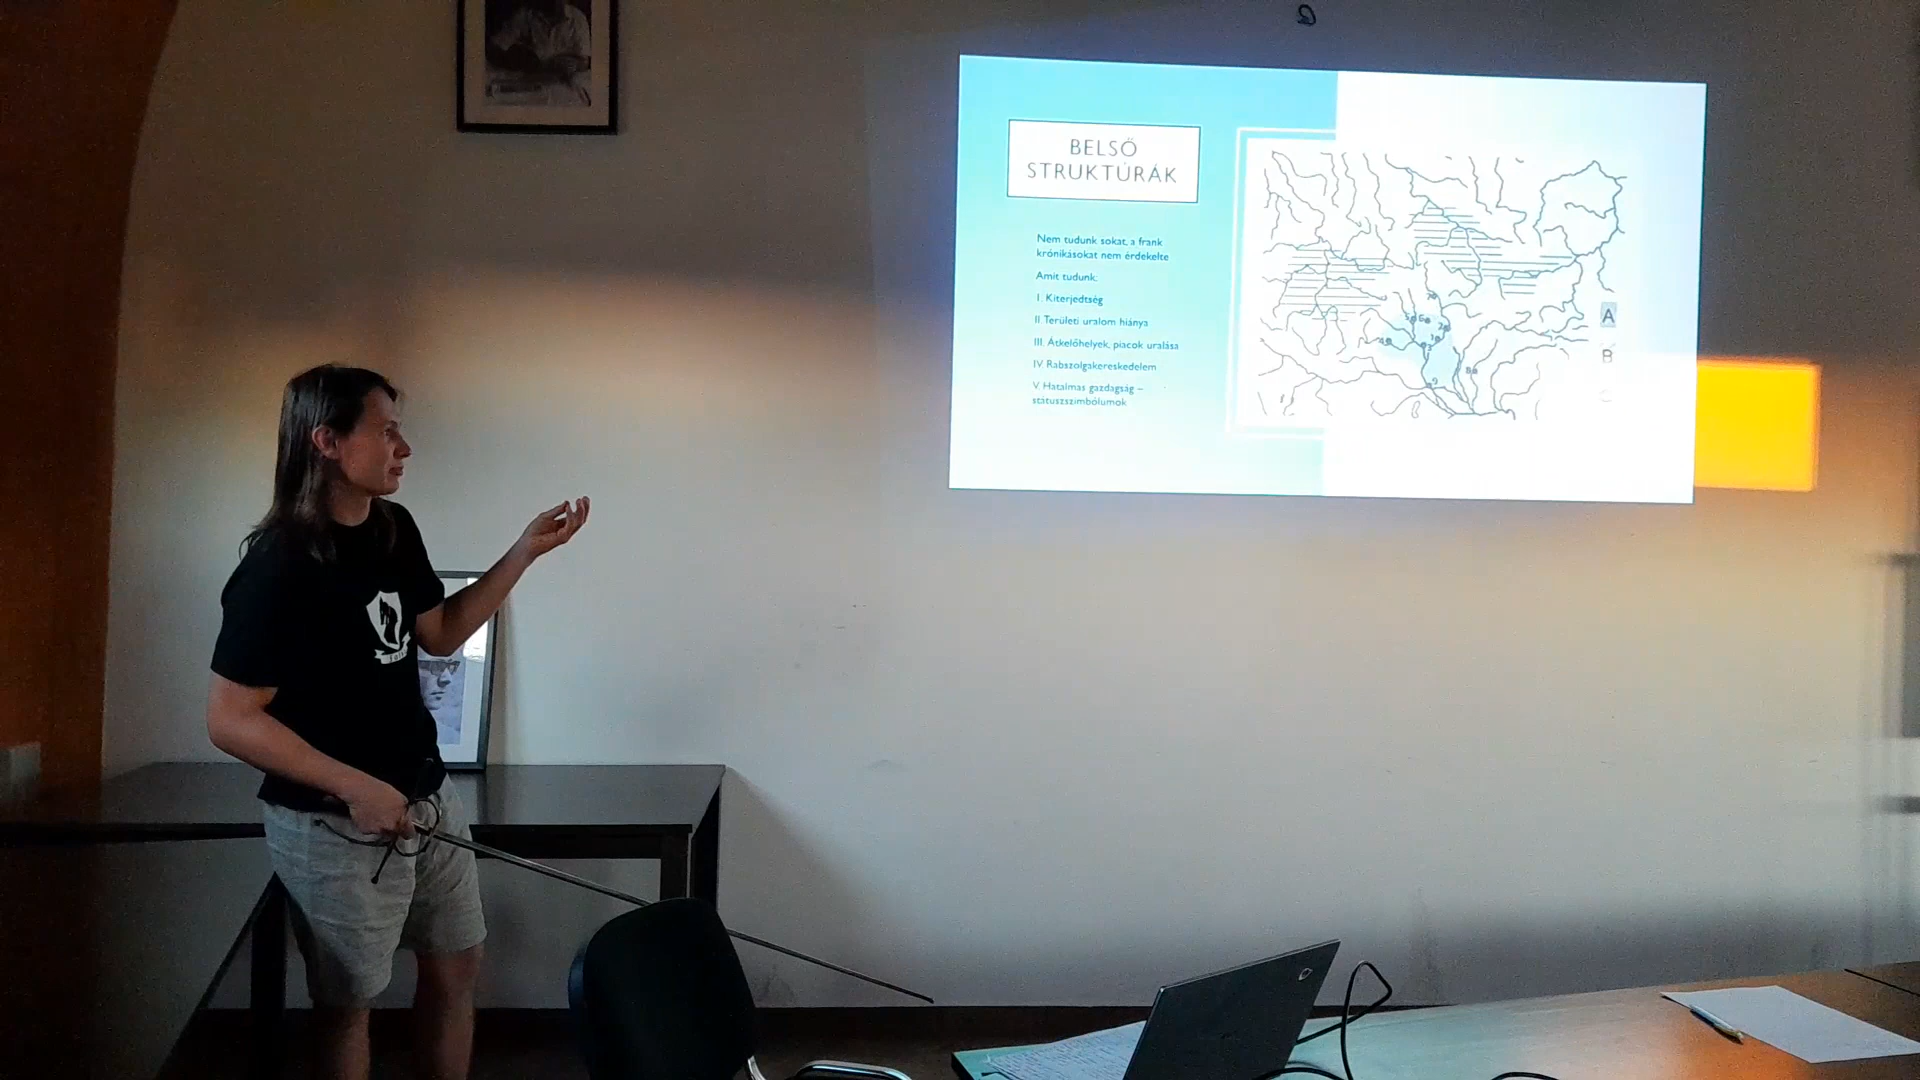 BELSŐ
STRUKTÚRÁK
Nem tudunk sokat, a frank
krónikásokat nem érdekelte
Amit tudunk:
I. Kiterjedtség
II. Területi uralom hiánya
III. Átkelőhelyek, piacok uralása
IV. Rabszolgakereskedelem
V. Hatalmas gazdagság –
státuszszimbólumok
A
B